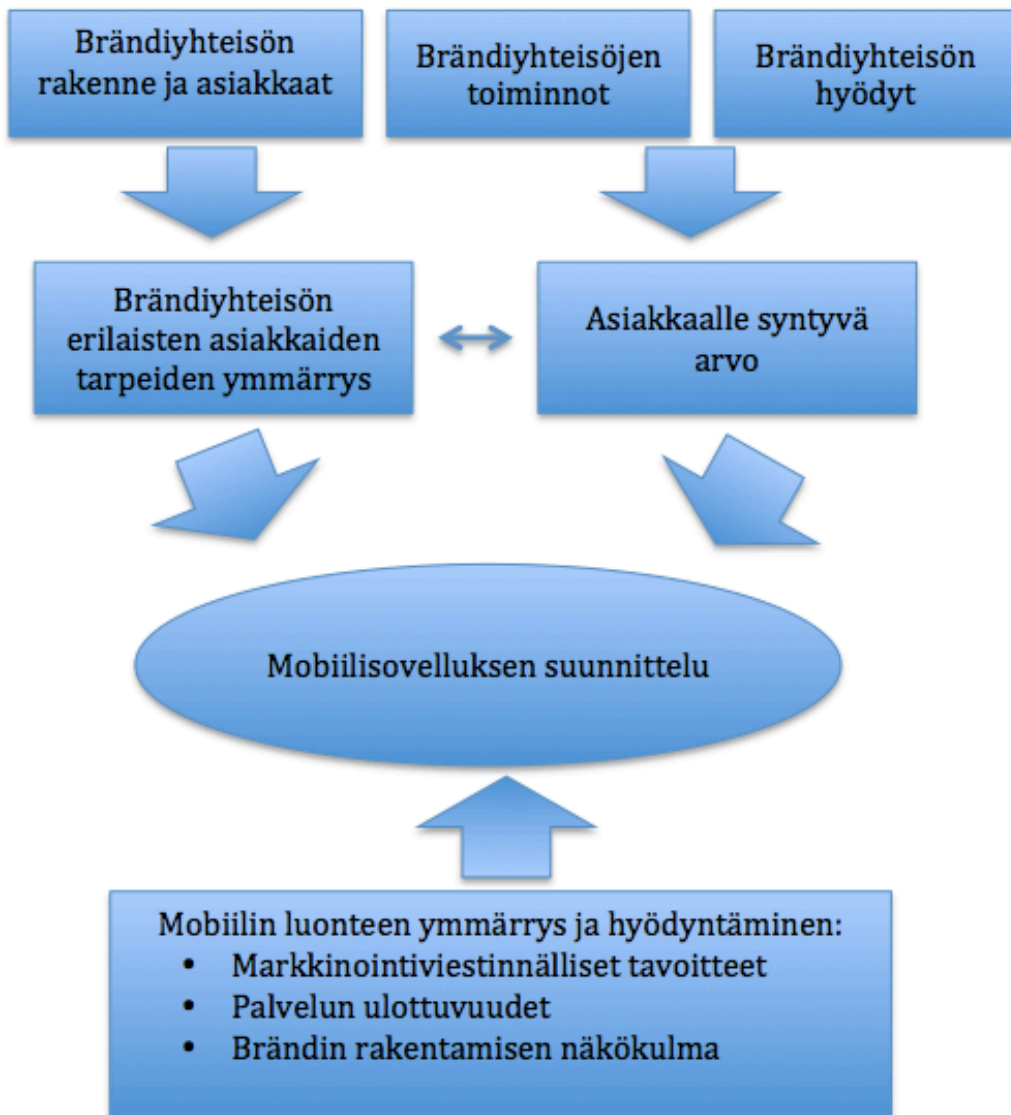 Brändiyhteisön
rakenne ja asiakkaat
Brändiyhteisöjen
toiminnot
Brändiyhteisön
hyödyt
Brändiyhteisön
erilaisten asiakkaiden
tarpeiden ymmärrys
Asiakkaalle syntyvä
arvo
Mobiilisovelluksen suunnittelu
Mobiilin luonteen ymmärrys ja hyödyntäminen:
• Markkinointiviestinnälliset tavoitteet
• Palvelun ulottuvuudet
• Brändin rakentamisen näkökulma